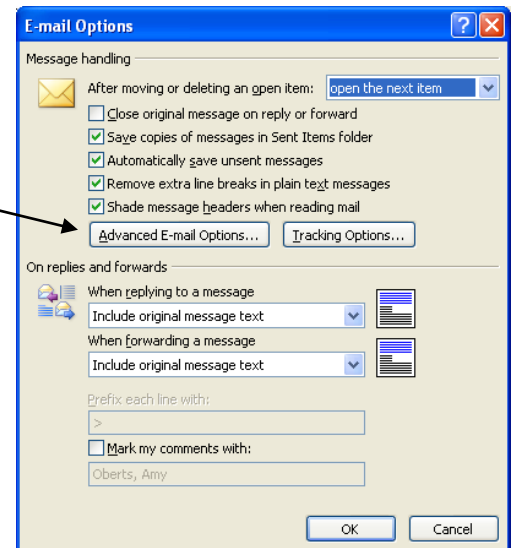 E-mail Options
Message handling
After moving or deleting an open item: open the next item
Close original message on reply or forward
Save copies of messages in Sent Items folder
Automatically save unsent messages
Remove extra line breaks in plain text messages
Shade message headers when reading mail
Advanced E-mail Options... Tracking Options...
On replies and forwards
When replying to a message
Include original message text
When forwarding a message
Include original message text
Prefix each line with:
>
Mark my comments with:
Oberts, Amy
OK Cancel